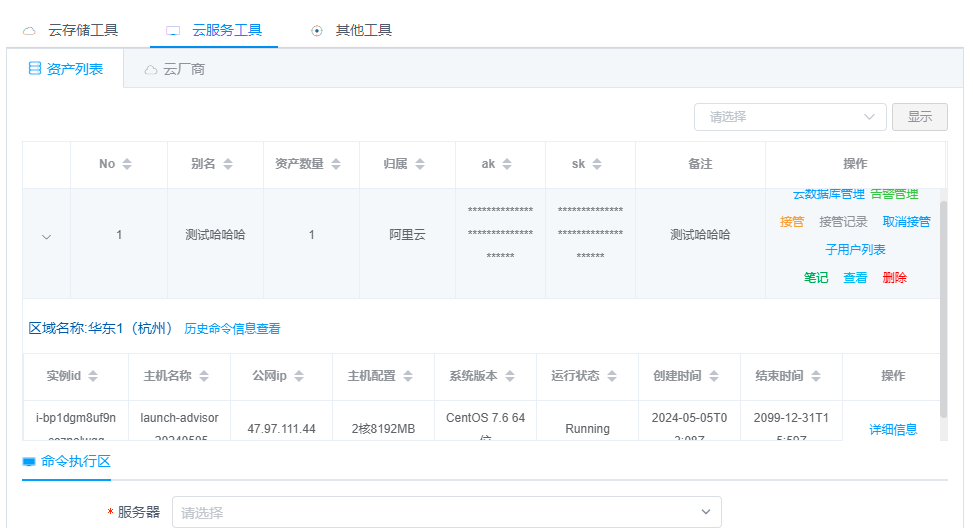 云存储工具 云服务工具 其他工具
资产列表 云厂商
请选择 显示
No 别名 资产数量 归属 ak sk 备注 操作
云数据库管理 告警管理
接管 接管记录 取消接管
子用户列表
笔记 查看 删除
1 测试哈哈哈 1 阿里云 ************** ************** 测试哈哈哈
************** **************
****** ******
区域名称:华东1（杭州） 历史命令信息查看
实例id 主机名称 公网ip 主机配置 系统版本 运行状态 创建时间 结束时间 操作
i-bp1dgm8uf9n launch-advisor 47.97.111.44 2核8192MB CentOS 7.6 64 Running 2024-05-05T0 2099-12-31T1 详细信息
20240505 位
命令执行区
* 服务器 请选择